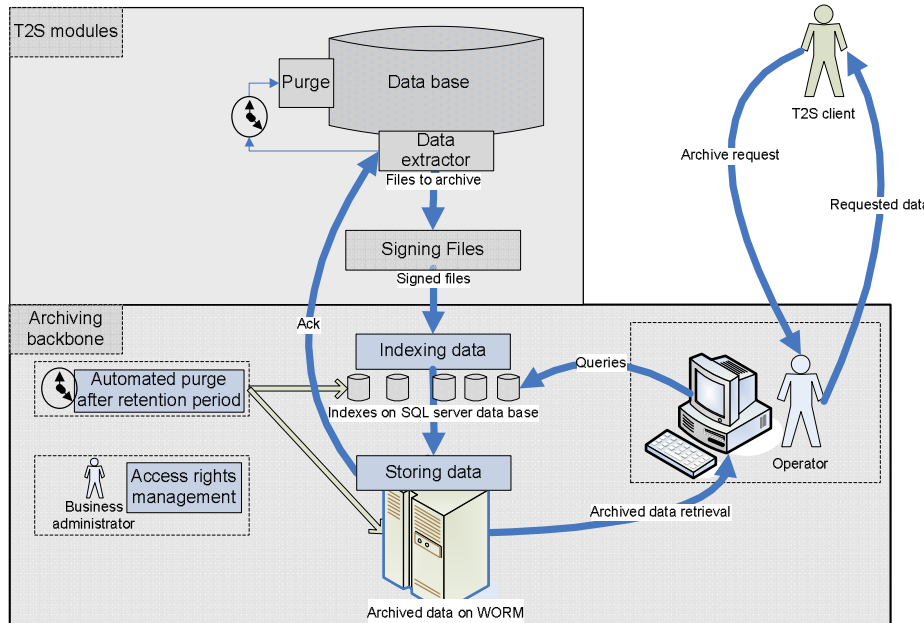 T2S modules
Purge
Data base
Data
extractor
Files to archive
Signing Files
Signed files
T2S client
Archive request
Requested data
Archiving
backbone
Ack
Indexing data
Queries
Automated purge
after retention period
Indexes on SQL server data base
Storing data
Operator
Access rights
management
Business
administrator
Archived data retrieval
Archived data on WORM